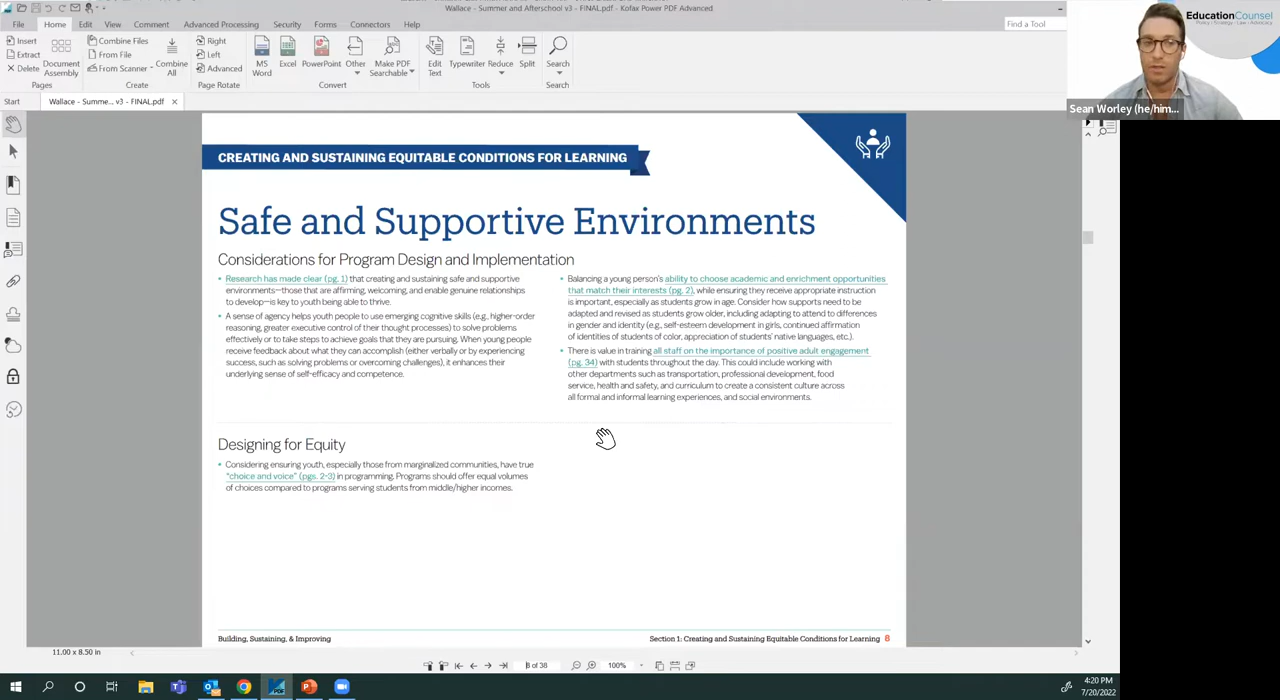 Wallace - Summer and Afterschool v3 - FINAL.pdf - Kofax Power PDF Advanced
File Home Edit View Comment Advanced Processing Security Forms Connectors Help
Find a Tool
Insert
Extract
Delete
Document Assembly
Pages
Combine Files
From File
From Scanner
Combine All
Create
Right
Left
Advanced
Page Rotate
MS Word
Excel
PowerPoint
Other
Make PDF Searchable
Convert
Edit Text
Typewriter
Reduce
Split
Tools
Search
Search
Start
Wallace - Summe... v3 - FINAL.pdf ×
EducationCounsel
Policy | Strategy | Law | Advocacy
Sean Worley (he/him...
CREATING AND SUSTAINING EQUITABLE CONDITIONS FOR LEARNING
Safe and Supportive Environments
Considerations for Program Design and Implementation
• Research has made clear (pg. 1) that creating and sustaining safe and supportive
environments—those that are affirming, welcoming, and enable genuine relationships
to develop—is key to youth being able to thrive.
• A sense of agency helps youth people to use emerging cognitive skills (e.g., higher-order
reasoning, greater executive control of their thought processes) to solve problems
effectively or to take steps to achieve goals that they are pursuing. When young people
receive feedback about what they can accomplish (either verbally or by experiencing
success, such as solving problems or overcoming challenges), it enhances their
underlying sense of self-efficacy and competence.
• Balancing a young person's ability to choose academic and enrichment opportunities
that match their interests (pg. 2), while ensuring they receive appropriate instruction
is important, especially as students grow in age. Consider how supports need to be
adapted and revised as students grow older, including adapting to attend to differences
in gender and identity (e.g., self-esteem development in girls, continued affirmation
of identities of students of color, appreciation of students' native languages, etc.).
• There is value in training all staff on the importance of positive adult engagement
(pg. 34) with students throughout the day. This could include working with
other departments such as transportation, professional development, food
service, health and safety, and curriculum to create a consistent culture across
all formal and informal learning experiences, and social environments.
Designing for Equity
• Considering ensuring youth, especially those from marginalized communities, have true
"choice and voice" (pgs. 2-3) in programming. Programs should offer equal volumes
of choices compared to programs serving students from middle/higher incomes.
Building, Sustaining, & Improving
Section 1: Creating and Sustaining Equitable Conditions for Learning 8
11.00 x 8.50 in
8 of 38
100%
4:20 PM
7/20/2022